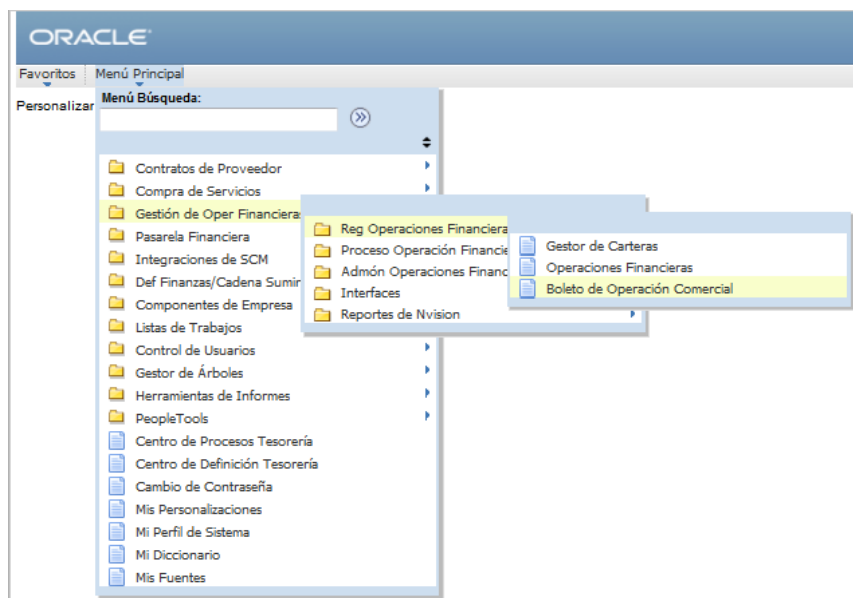 ORACLE
Favoritos Menú Principal
Personalizar
Menú Búsqueda:
Contratos de Proveedor
Compra de Servicios
Gestión de Oper Financiera
Pasarela Financiera
Integraciones de SCM
Def Finanzas/Cadena Sumin
Componentes de Empresa
Listas de Trabajos
Control de Usuarios
Gestor de Árboles
Herramientas de Informes
PeopleTools
Centro de Procesos Tesorería
Centro de Definición Tesorería
Cambio de Contraseña
Mis Personalizaciones
Mi Perfil de Sistema
Mi Diccionario
Mis Fuentes
Reg Operaciones Financiera
Proceso Operación Financie
Admón Operaciones Financ
Interfaces
Reportes de Nvision
Gestor de Carteras
Operaciones Financieras
Boleto de Operación Comercial